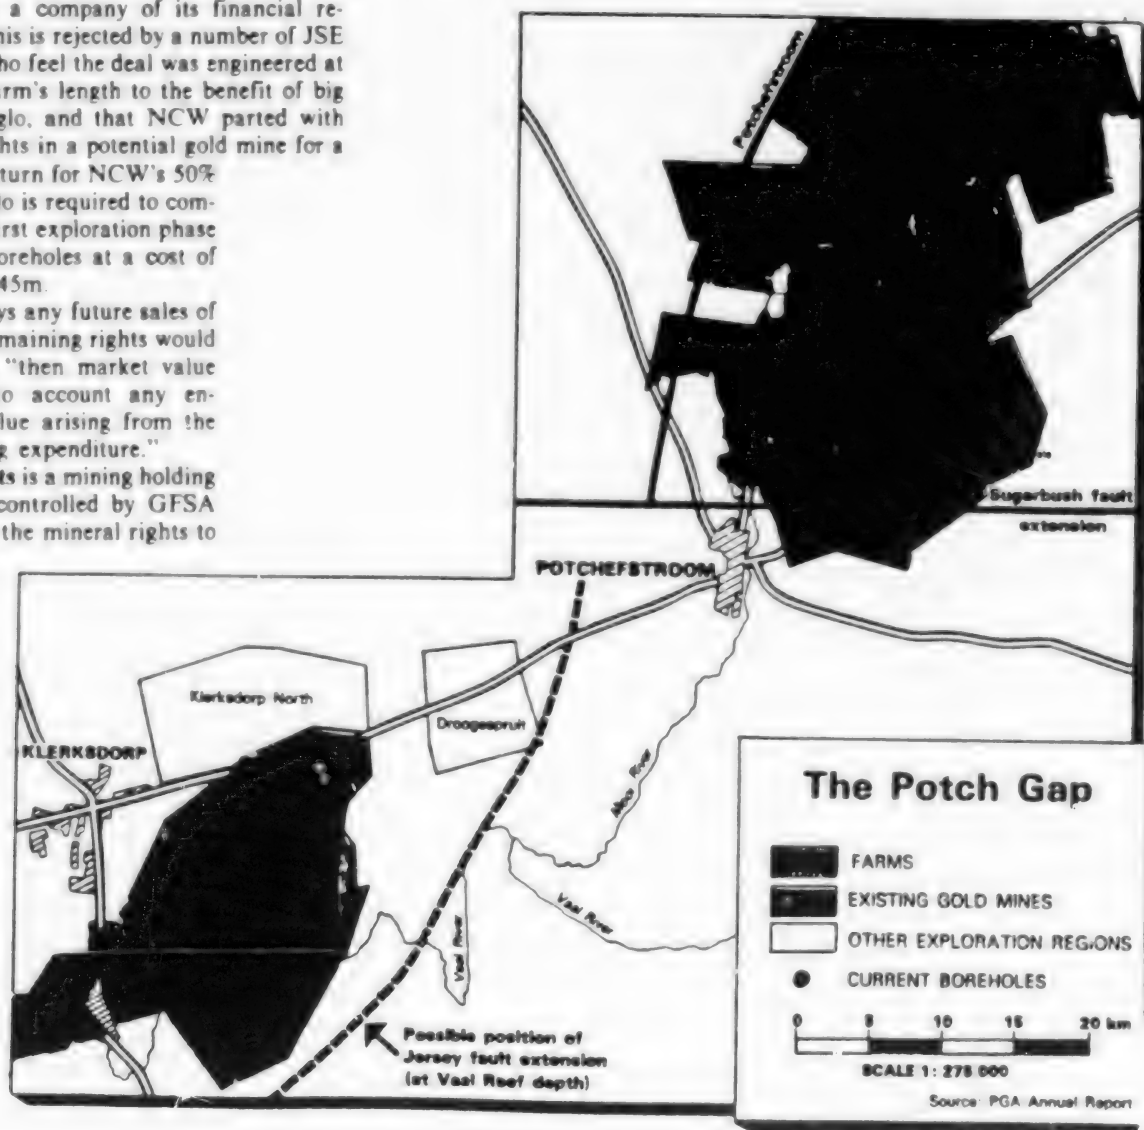 a company of its financial re-
his is rejected by a number of JSE
ho feel the deal was engineered at
arm's length to the benefit of big
glo, and that NCW parted with
ghts in a potential gold mine for a
turn for NCW's 50%
lo is required to com-
irst exploration phase
oreholes at a cost of
45m.
ys any future sales of
maining rights would
"then market value
o account any en-
lue arising from the
g expenditure."
ts is a mining holding
controlled by GFSA
the mineral rights to
Potchefstroom
Sugarbush fault
extension
POTCHEFSTROOM
Klerksdorp North
Droogespruit
KLERKSDORP
Mooi River
Vaal River
Vaal River
Possible position of
Jersey fault extension
(at Vaal Reef depth)
The Potch Gap
FARMS
EXISTING GOLD MINES
OTHER EXPLORATION REGIONS
CURRENT BOREHOLES
0 5 10 15 20 km
SCALE 1: 275 000
Source: PGA Annual Report